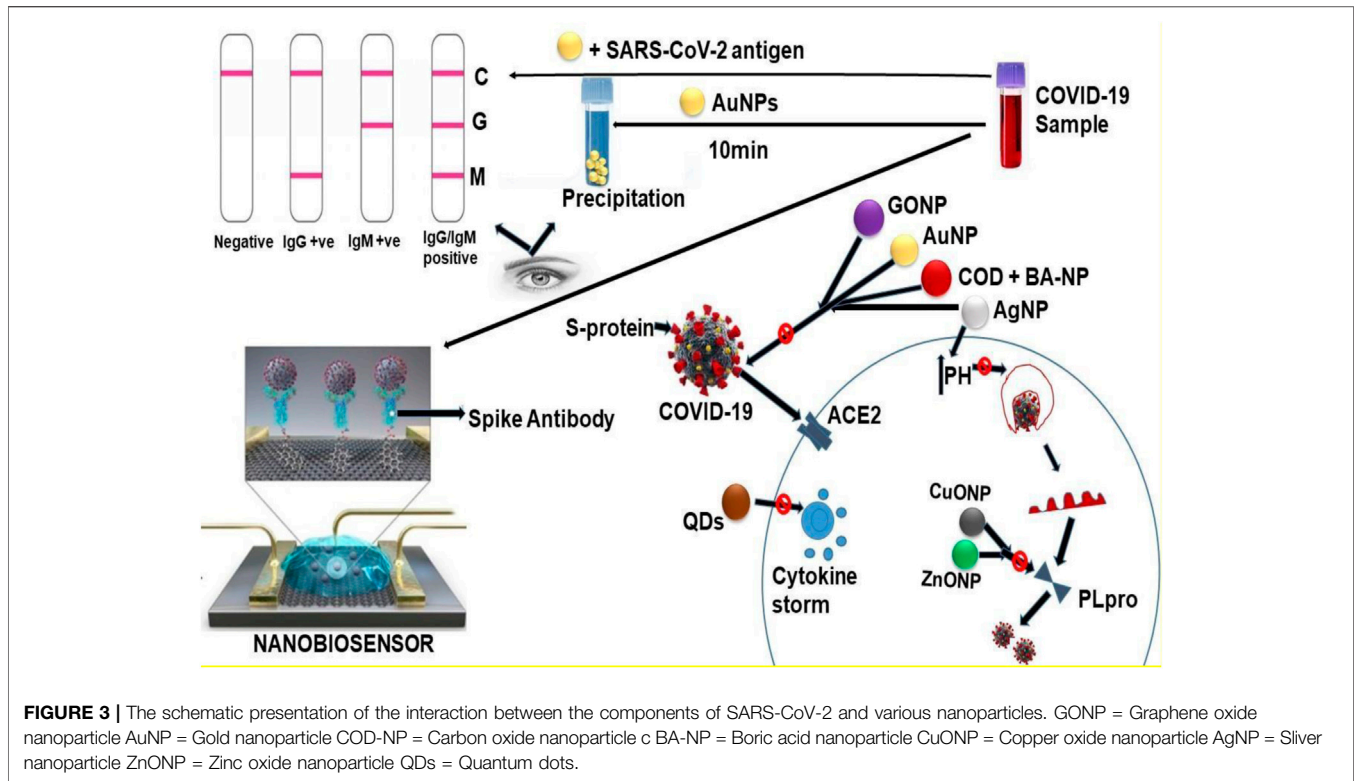 + SARS-CoV-2 antigen
C
AuNPs
COVID-19
Sample
G
10min
M
Precipitation
Negative
IgG +ve
IgM +ve
IgG/IgM
positive
GONP
AuNP
COD + BA-NP
AgNP
S-protein
PH
COVID-19
ACE2
Spike Antibody
CuONP
QDs
ZnONP
Cytokine
storm
PLpro
NANOBIOSENSOR
FIGURE 3 | The schematic presentation of the interaction between the components of SARS-CoV-2 and various nanoparticles. GONP = Graphene oxide
nanoparticle AuNP = Gold nanoparticle COD-NP = Carbon oxide nanoparticle c BA-NP = Boric acid nanoparticle CuONP = Copper oxide nanoparticle AgNP = Sliver
nanoparticle ZnONP = Zinc oxide nanoparticle QDs = Quantum dots.